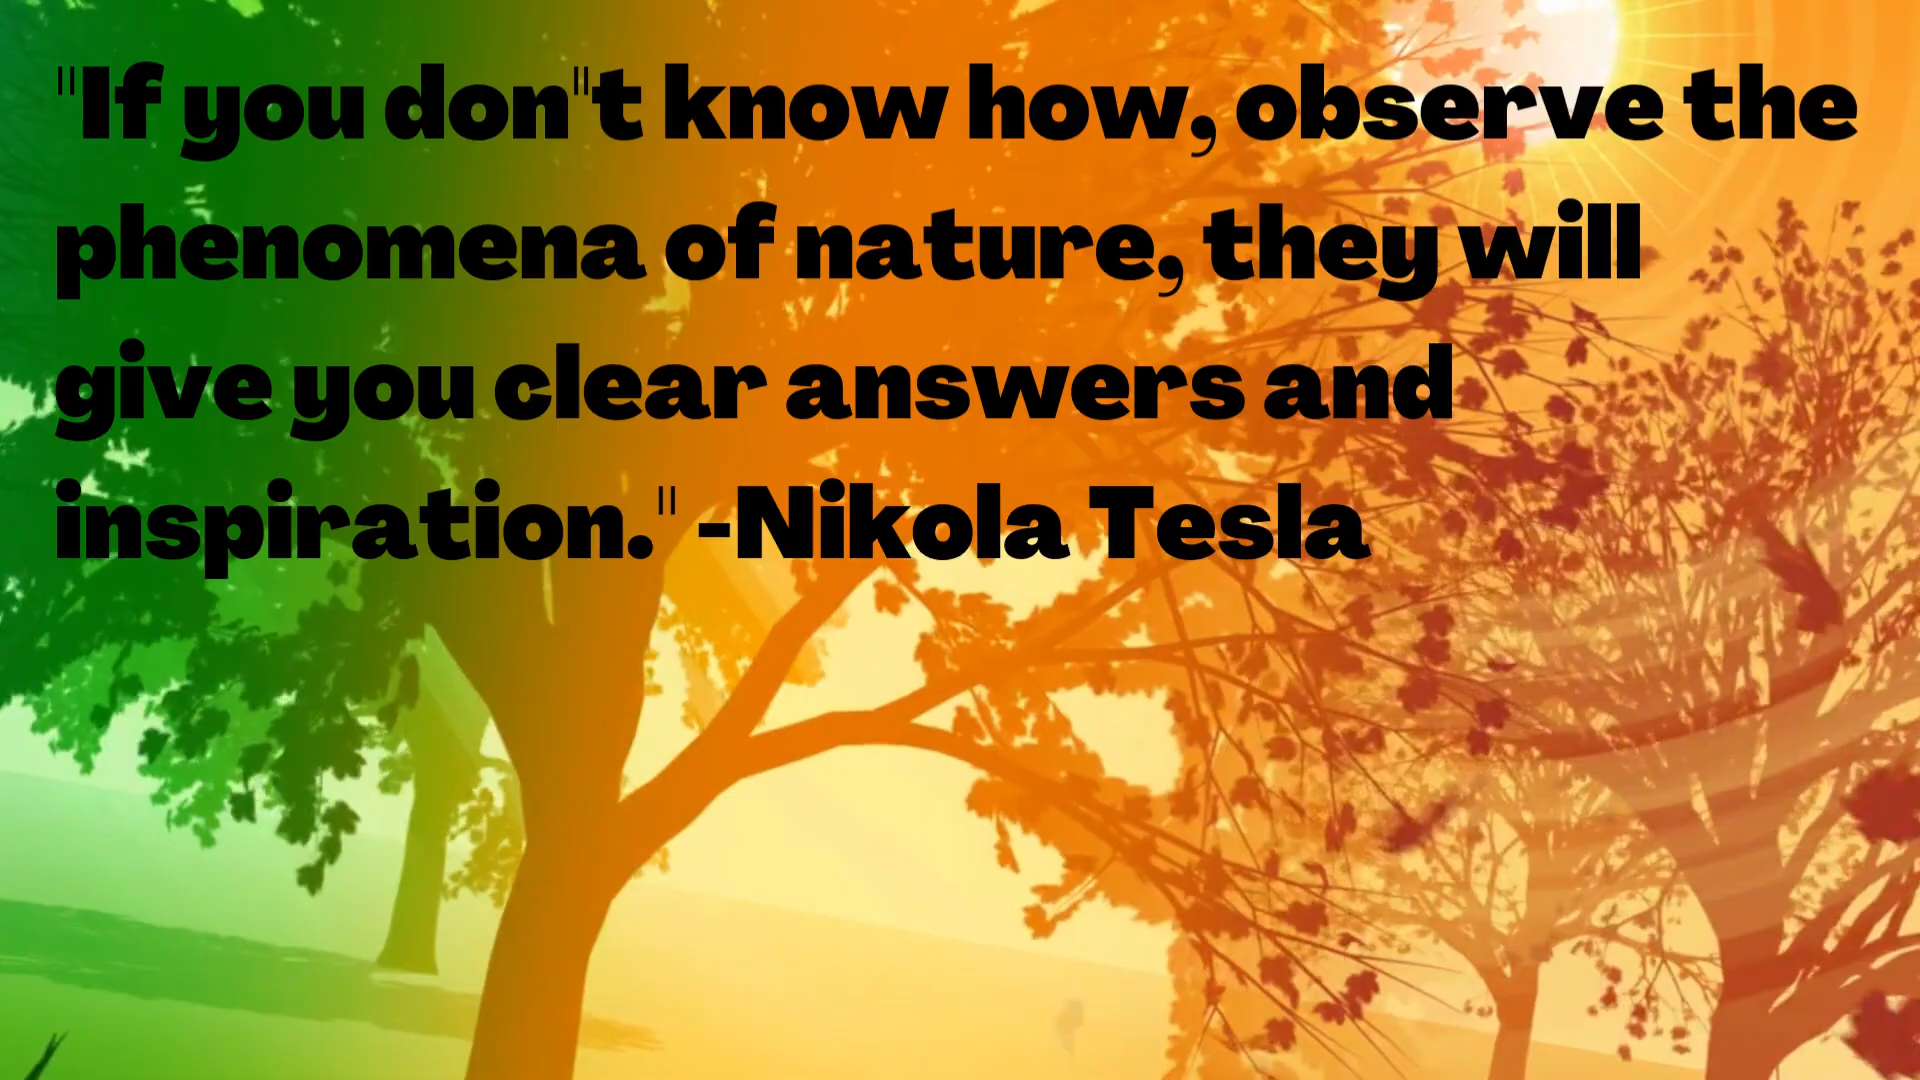 "If you don"t know how, observe the
phenomena of nature, they will
give you clear answers and
inspiration." -Nikola Tesla